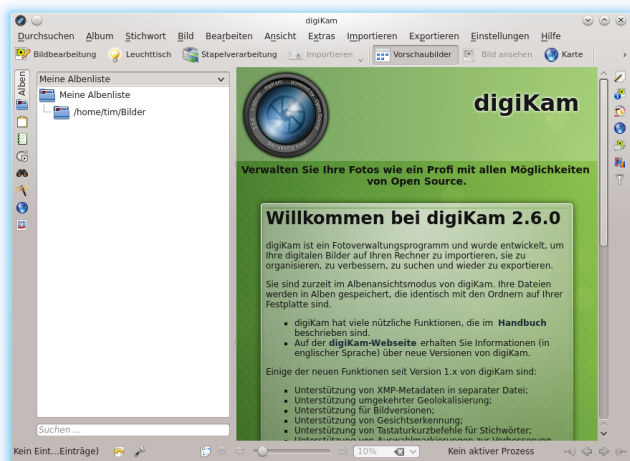 digiKam
Durchsuchen Album Stichwort Bild Bearbeiten Ansicht Extras Importieren Exportieren Einstellungen Hilfe
Bildbearbeitung Leuchttisch Stapelverarbeitung Importieren Vorschaubilder Bild ansehen Karte
Alben
Meine Albenliste
Meine Albenliste
/home/tim/Bilder
digiKam
Verwalten Sie Ihre Fotos wie ein Profi mit allen Möglichkeiten
von Open Source.
Willkommen bei digiKam 2.6.0
digiKam ist ein Fotoverwaltungsprogramm und wurde entwickelt, um
Ihre digitalen Bilder auf Ihren Rechner zu importieren, sie zu
organisieren, zu verbessern, zu suchen und wieder zu exportieren.
Sie sind zurzeit im Albenansichtsmodus von digiKam. Ihre Dateien
werden in Alben gespeichert, die identisch mit den Ordnern auf Ihrer
Festplatte sind.
digiKam hat viele nützliche Funktionen, die im Handbuch
beschrieben sind.
Auf der digiKam-Webseite erhalten Sie Informationen (in
englischer Sprache) über neue Versionen von digiKam.
Einige der neuen Funktionen seit Version 1.x von digiKam sind:
Unterstützung von XMP-Metadaten in separater Datei;
Unterstützung umgekehrter Geolokalisierung;
Unterstützung für Bildversionen;
Unterstützung von Gesichtserkennung;
Unterstützung von Tastaturkurzbefehle für Stichwörter;
Unterstützung von Auswahlmarkierungen zur Verbesserung
Suchen ...
Kein Eint...Einträge) 10% Kein aktiver Prozess